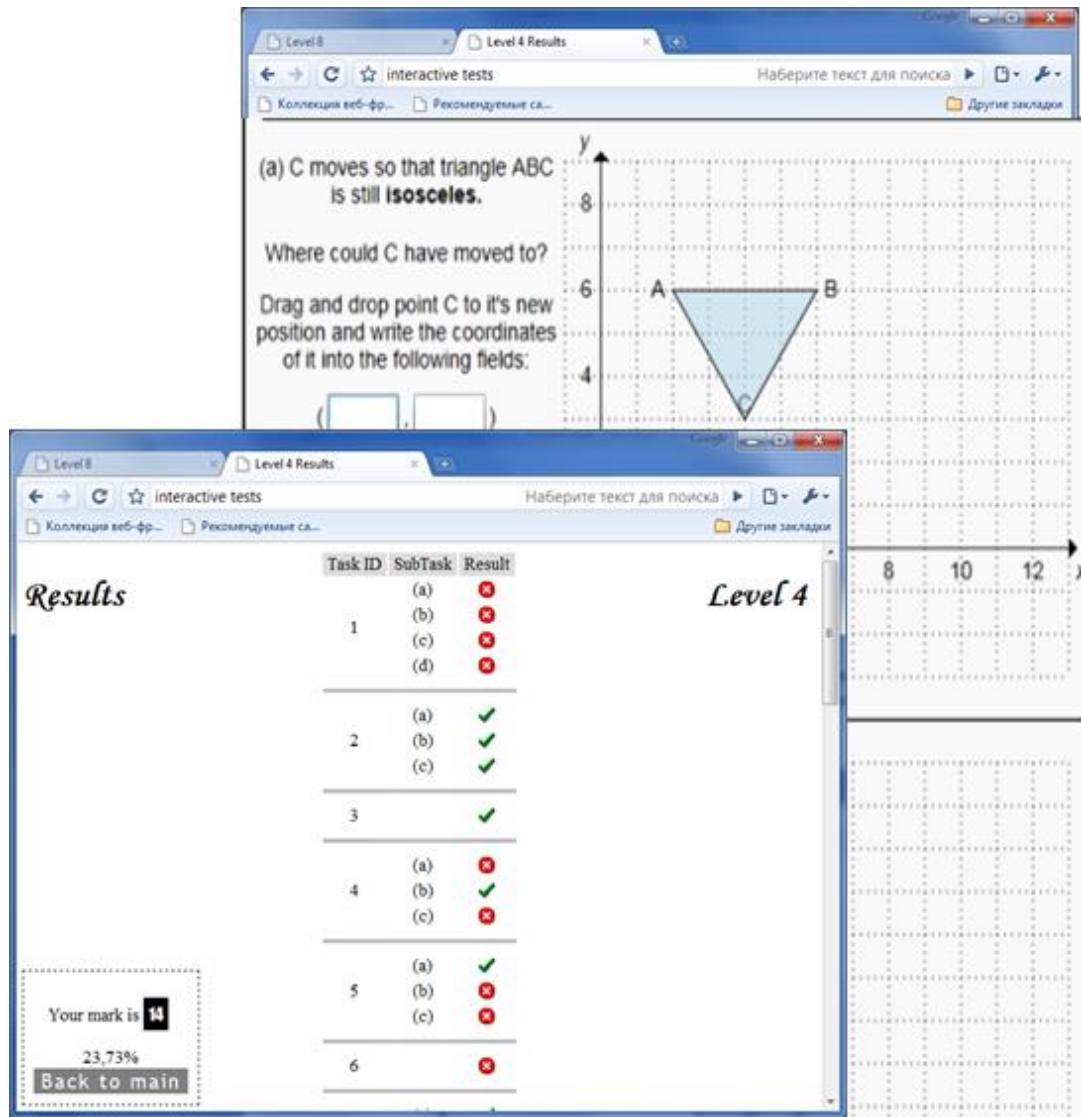 Google
Level 8
Level 4 Results
interactive tests
Наберите текст для поиска
Коллекция веб-фр...
Рекомендуемые са...
Другие закладки
(a) C moves so that triangle ABC
is still isosceles.
Where could C have moved to?
Drag and drop point C to it's new
position and write the coordinates
of it into the following fields:
( , )
y
8
6
4
A
B
C
8 10 12 x
Google
Level 8
Level 4 Results
interactive tests
Наберите текст для поиска
Коллекция веб-фр...
Рекомендуемые са...
Другие закладки
Results
Level 4
Task ID SubTask Result
1
(a)
(b)
(c)
(d)
2
(a)
(b)
(c)
3
4
(a)
(b)
(c)
5
(a)
(b)
(c)
6
Your mark is 14
23,73%
Back to main